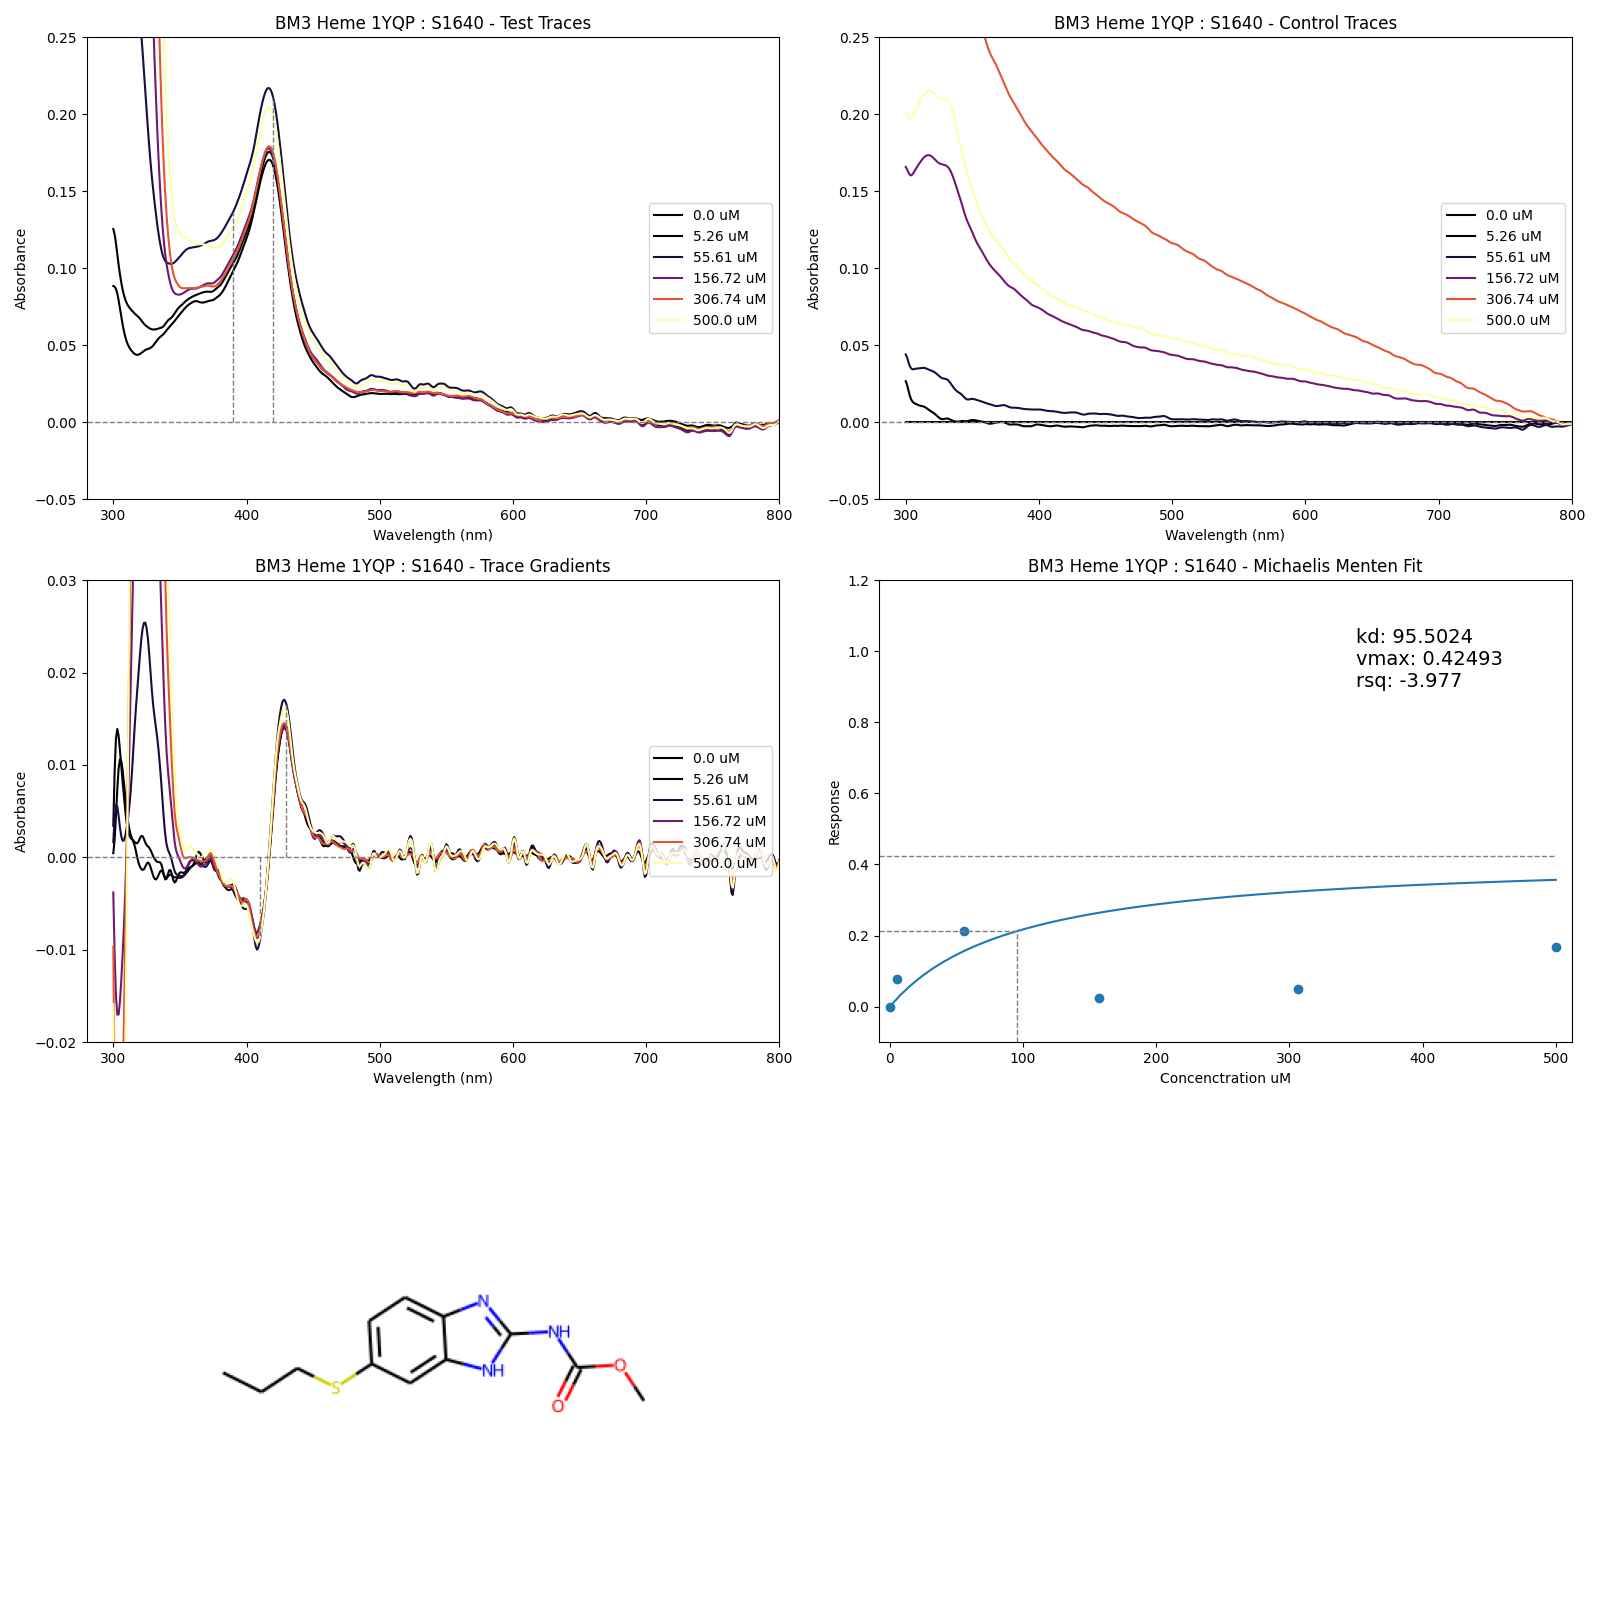 BM3 Heme 1YQP : S1640 - Test Traces
0.25
0.20
0.15
0.10
0.05
0.00
−0.05
Absorbance
300 400 500 600 700 800
Wavelength (nm)
0.0 uM
5.26 uM
55.61 uM
156.72 uM
306.74 uM
500.0 uM
BM3 Heme 1YQP : S1640 - Control Traces
0.25
0.20
0.15
0.10
0.05
0.00
−0.05
Absorbance
300 400 500 600 700 800
Wavelength (nm)
0.0 uM
5.26 uM
55.61 uM
156.72 uM
306.74 uM
500.0 uM
BM3 Heme 1YQP : S1640 - Trace Gradients
0.03
0.02
0.01
0.00
−0.01
−0.02
Absorbance
300 400 500 600 700 800
Wavelength (nm)
0.0 uM
5.26 uM
55.61 uM
156.72 uM
306.74 uM
500.0 uM
BM3 Heme 1YQP : S1640 - Michaelis Menten Fit
1.2
1.0
0.8
0.6
0.4
0.2
0.0
Response
0 100 200 300 400 500
Concenctration uM
kd: 95.5024
vmax: 0.42493
rsq: -3.977
N
NH
NH
S
O
O